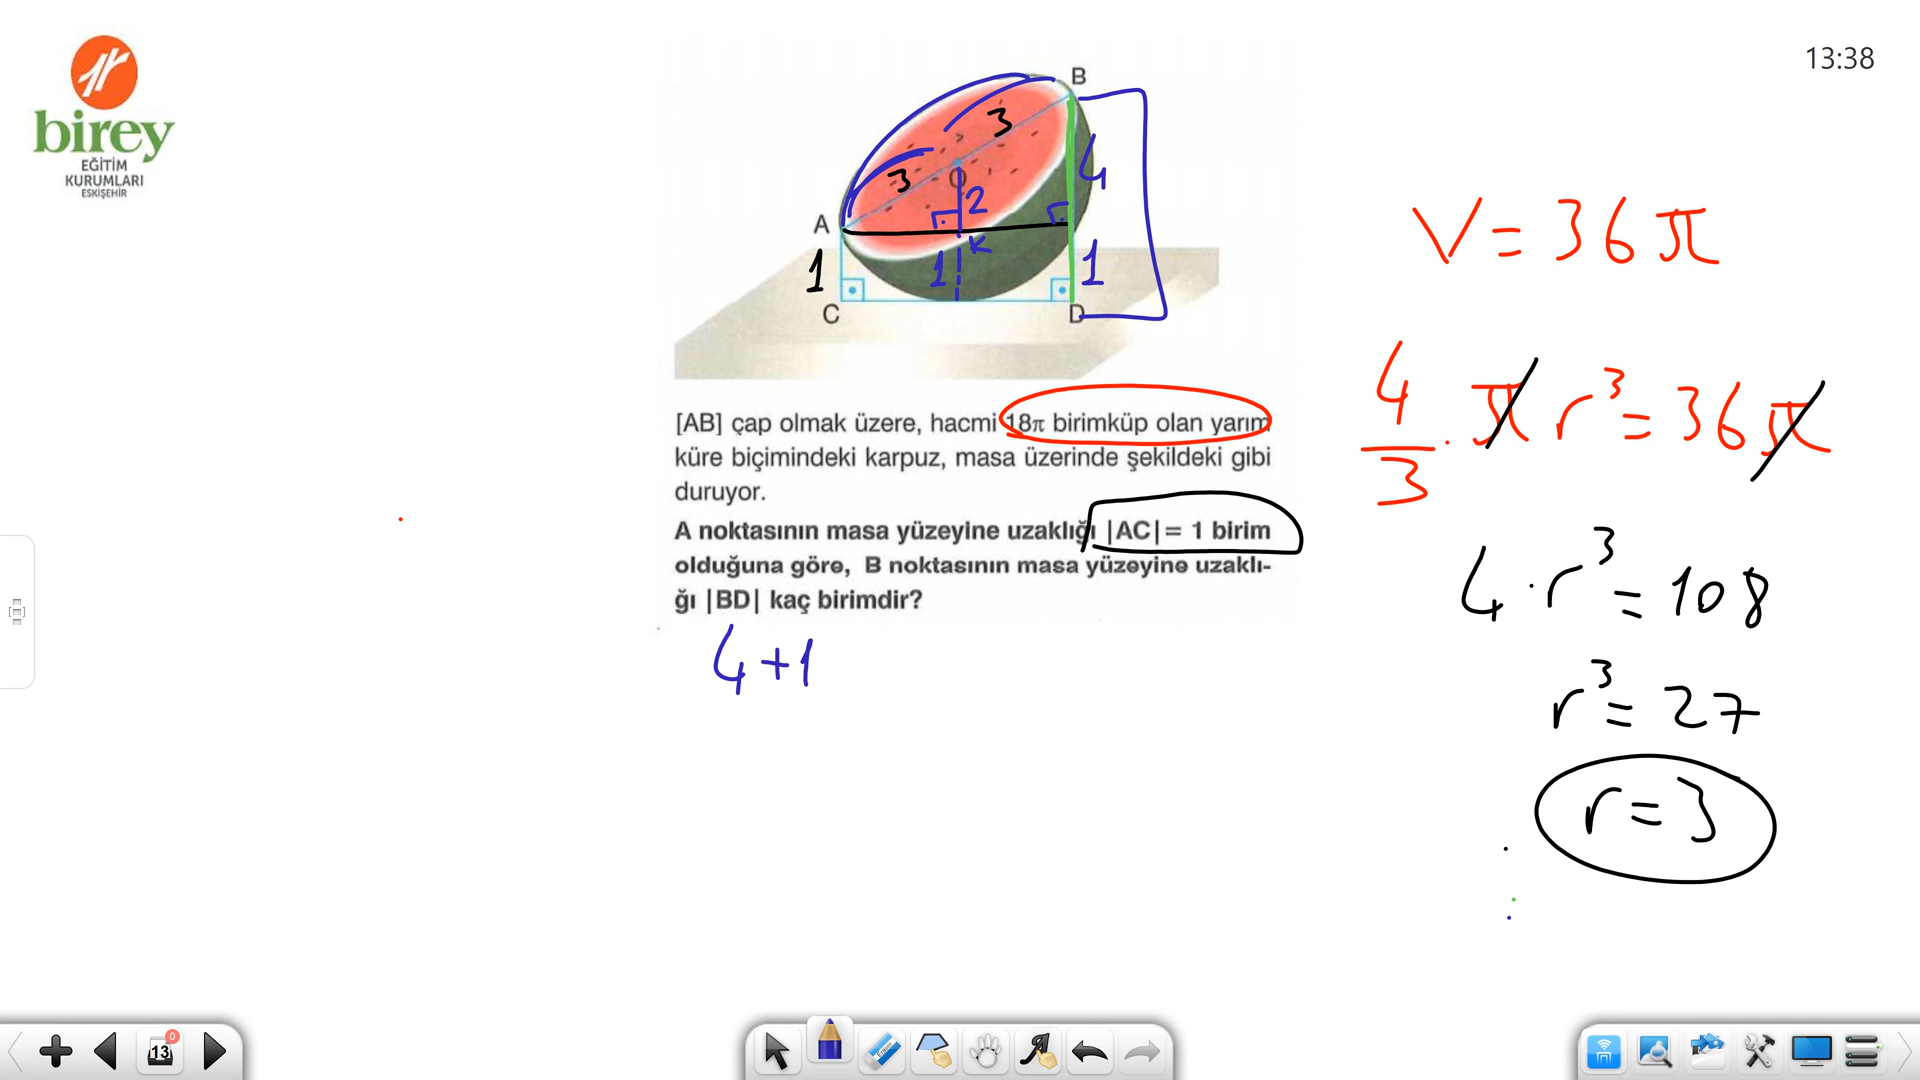 birey
EĞİTİM
KURUMLARI
ESKİŞEHİR
13:38
B
3
3
O
4
2
A
K
1
1
1
C
D
[AB] çap olmak üzere, hacmi 18π birimküp olan yarım
küre biçimindeki karpuz, masa üzerinde şekildeki gibi
duruyor.
A noktasının masa yüzeyine uzaklığı |AC| = 1 birim
olduğuna göre, B noktasının masa yüzeyine uzaklı-
ğı |BD| kaç birimdir?
4+1
V = 36π
4/3 · π r³ = 36π
4 · r³ = 108
r³ = 27
r = 3
0
13